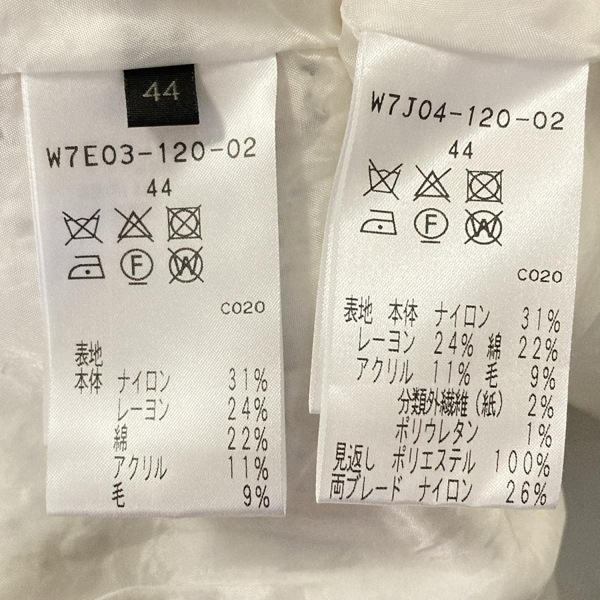 44
W7E03-120-02
44
F
W
C020
表地
本体 ナイロン 31%
レーヨン 24%
綿 22%
アクリル 11%
毛 9%
W7J04-120-02
44
F
W
C020
表地 本体 ナイロン 31%
レーヨン 24% 綿 22%
アクリル 11% 毛 9%
分類外繊維(紙) 2%
ポリウレタン 1%
見返し ポリエステル 100%
両ブレード ナイロン 26%